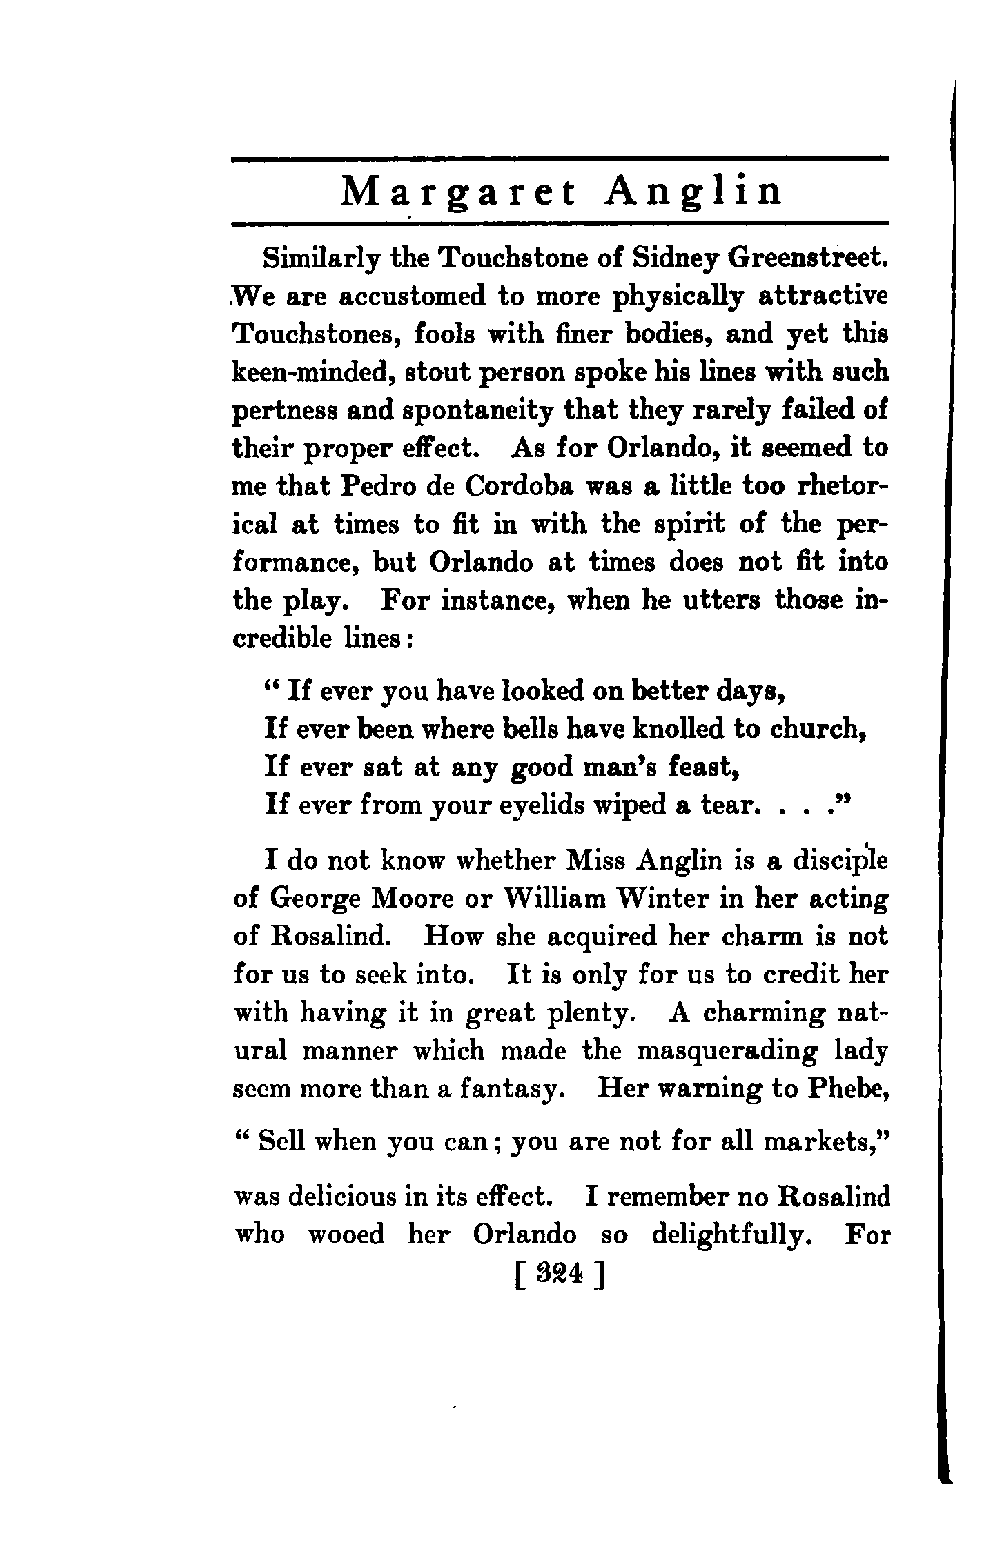 Margaret Anglin
Similarly the Touchstone of Sidney Greenstreet.
We are accustomed to more physically attractive
Touchstones, fools with finer bodies, and yet this
keen-minded, stout person spoke his lines with such
pertness and spontaneity that they rarely failed of
their proper effect. As for Orlando, it seemed to
me that Pedro de Cordoba was a little too rhetor-
ical at times to fit in with the spirit of the per-
formance, but Orlando at times does not fit into
the play. For instance, when he utters those in-
credible lines:
“ If ever you have looked on better days,
If ever been where bells have knolled to church,
If ever sat at any good man’s feast,
If ever from your eyelids wiped a tear. . . .”
I do not know whether Miss Anglin is a disciple
of George Moore or William Winter in her acting
of Rosalind. How she acquired her charm is not
for us to seek into. It is only for us to credit her
with having it in great plenty. A charming nat-
ural manner which made the masquerading lady
seem more than a fantasy. Her warning to Phebe,
“ Sell when you can; you are not for all markets,”
was delicious in its effect. I remember no Rosalind
who wooed her Orlando so delightfully. For
[ 324 ]